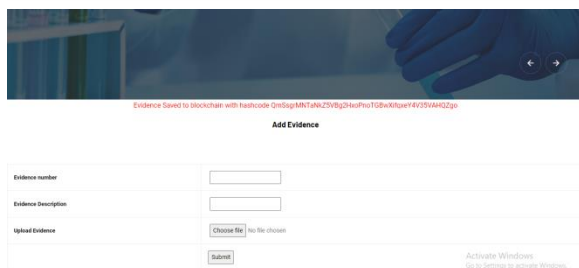 Evidence Saved to blockchain with hashcode QmSsgrMNTaNkZ5VBg2HxoPnoTGBwXifqxeY4V35VAHQZgo
Add Evidence
Evidence number
Evidence Description
Upload Evidence
Choose file No file chosen
Submit
Activate Windows
Go to Settings to activate Windows.